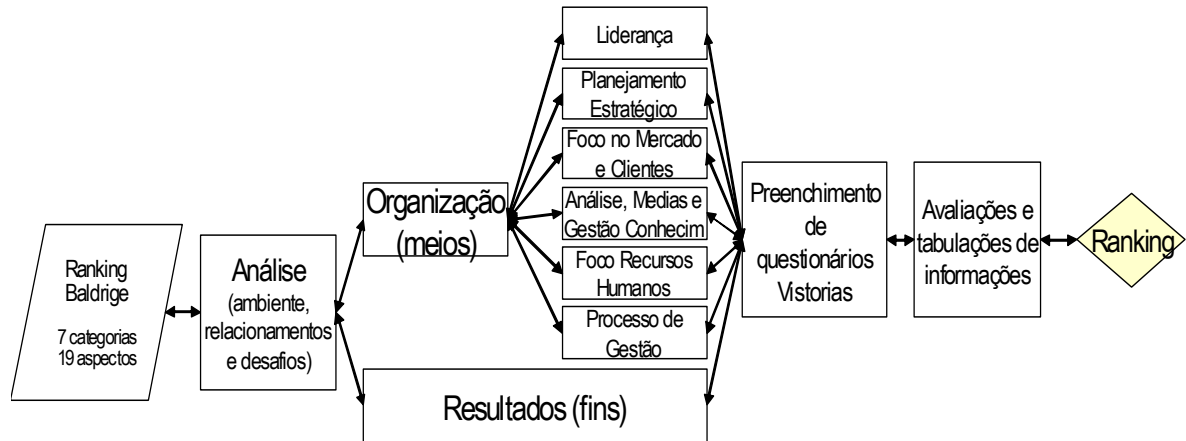 Ranking
Baldrige
7 categorias
19 aspectos
Análise
(ambiente,
relacionamentos
e desafios)
Organização
(meios)
Liderança
Planejamento
Estratégico
Foco no Mercado
e Clientes
Análise, Medias e
Gestão Conhecim
Foco Recursos
Humanos
Processo de
Gestão
Resultados (fins)
Preenchimento
de
questionários
Vistorias
Avaliações e
tabulações de
informações
Ranking